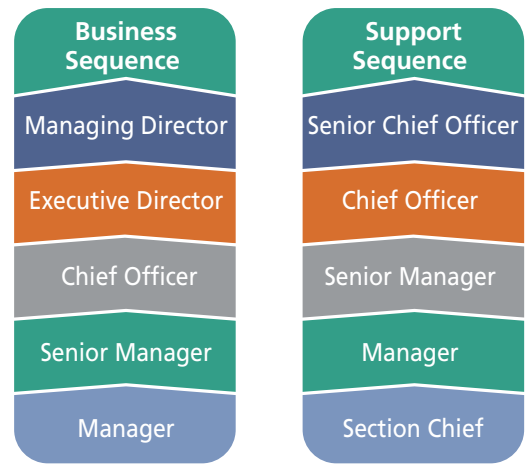 Business
Sequence
Managing Director
Executive Director
Chief Officer
Senior Manager
Manager
Support
Sequence
Senior Chief Officer
Chief Officer
Senior Manager
Manager
Section Chief